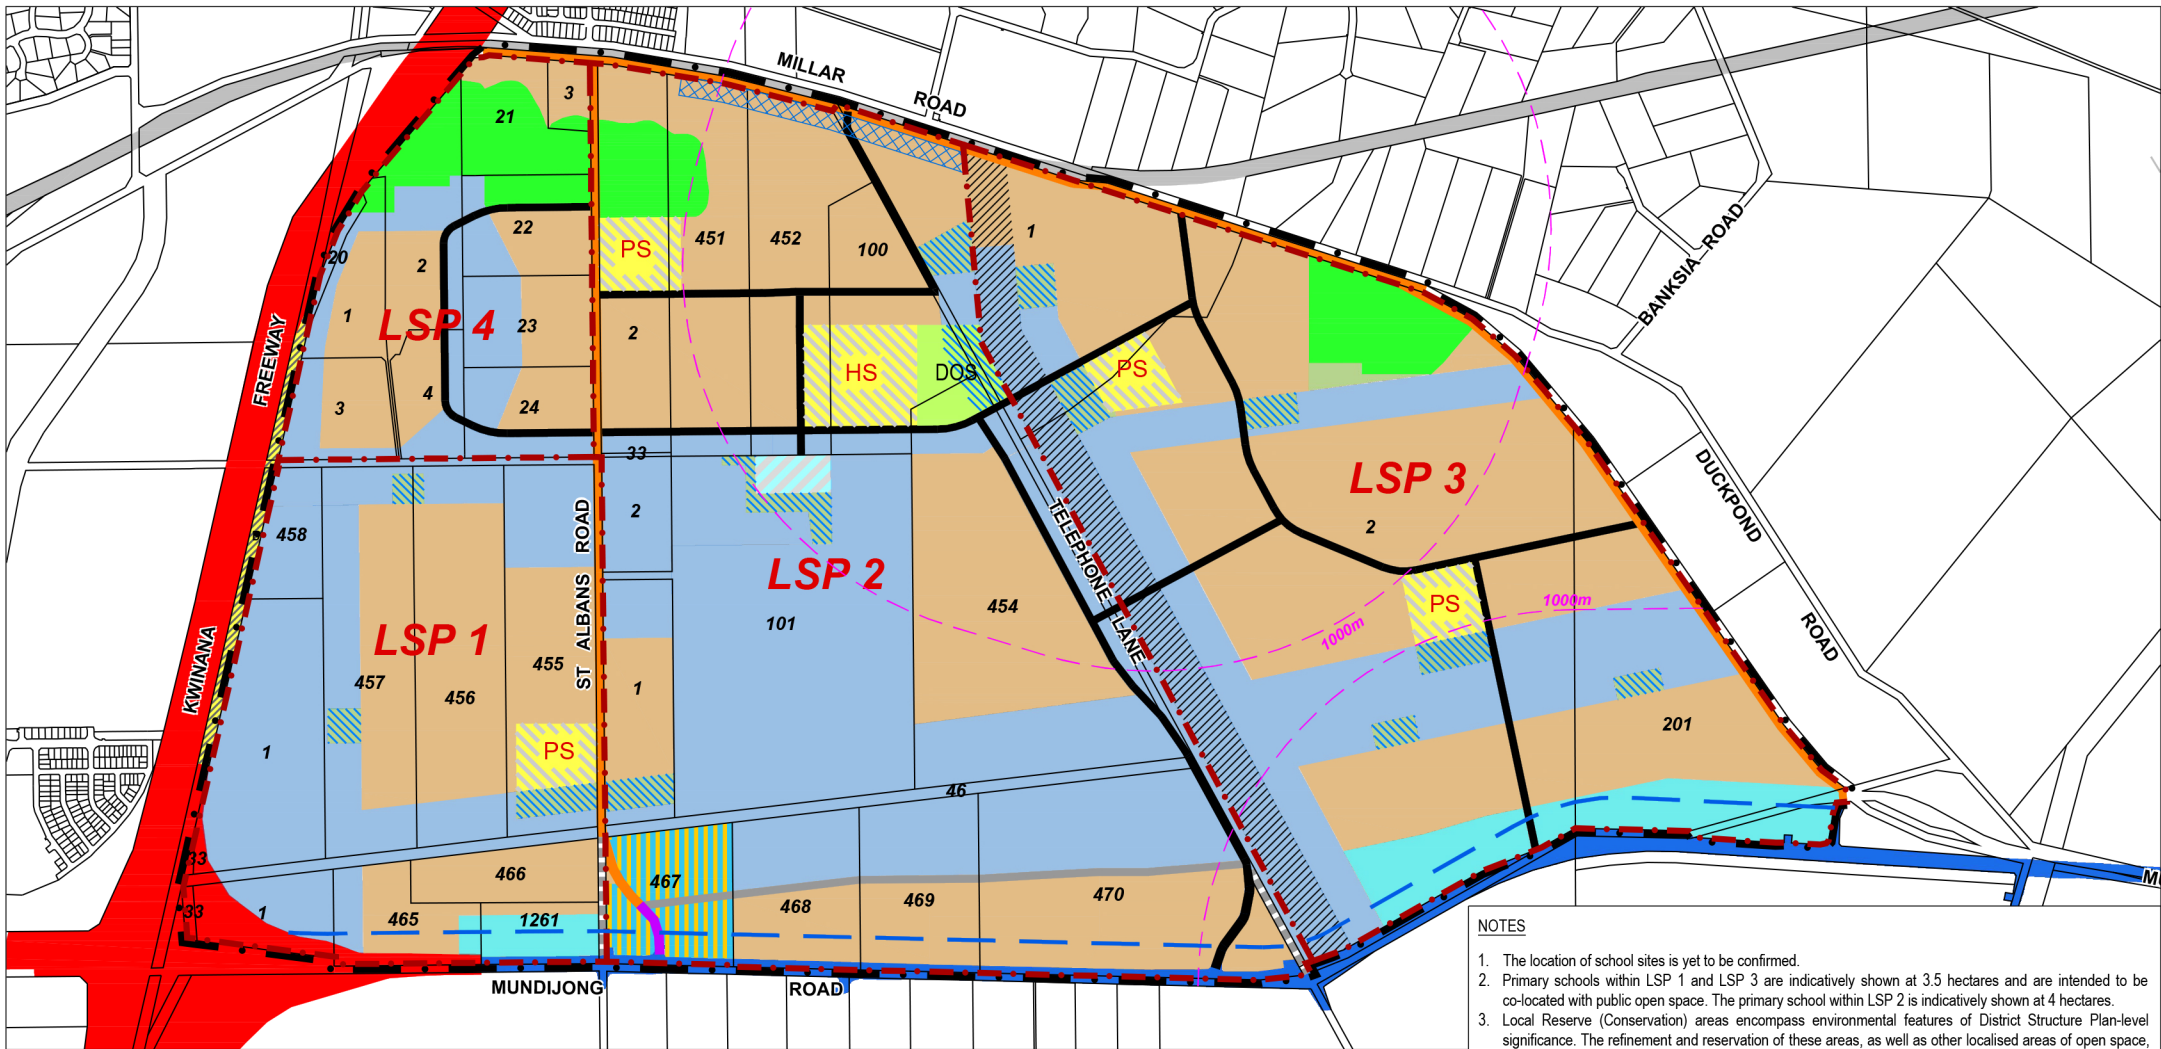 MILLAR
ROAD
3
21
22
20
2
PS
451
452
100
1
BANKSIA ROAD
1
LSP 4
23
2
FREEWAY
HS
DOS
PS
3
4
24
33
LSP 3
DUCKPOND
ROAD
2
458
2
ST ALBANS ROAD
TELEPHONE LANE
LSP 2
101
454
1000m
1000m
PS
LSP 1
455
457
456
1
KWINANA
PS
1
201
46
33
466
467
33
1
465
1261
468
469
470
MUNDIJONG
ROAD
NOTES
1. The location of school sites is yet to be confirmed.
2. Primary schools within LSP 1 and LSP 3 are indicatively shown at 3.5 hectares and are intended to be
co-located with public open space. The primary school within LSP 2 is indicatively shown at 4 hectares.
3. Local Reserve (Conservation) areas encompass environmental features of District Structure Plan-level
significance. The refinement and reservation of these areas, as well as other localised areas of open space,